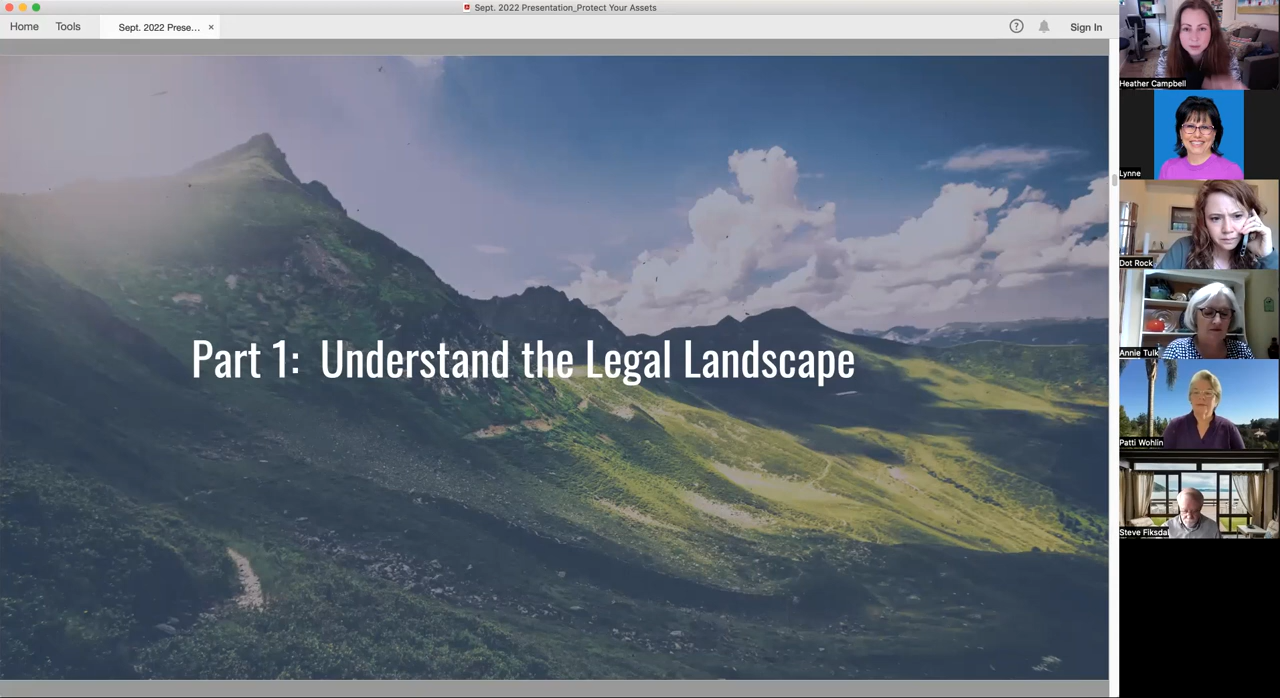 Sept. 2022 Presentation_Protect Your Assets
Home
Tools
Sept. 2022 Prese... ×
?
Sign In
Part 1: Understand the Legal Landscape
Heather Campbell
Lynne
Dot Rock
Annie Tulk
Patti Wohlin
Steve Fiksdal